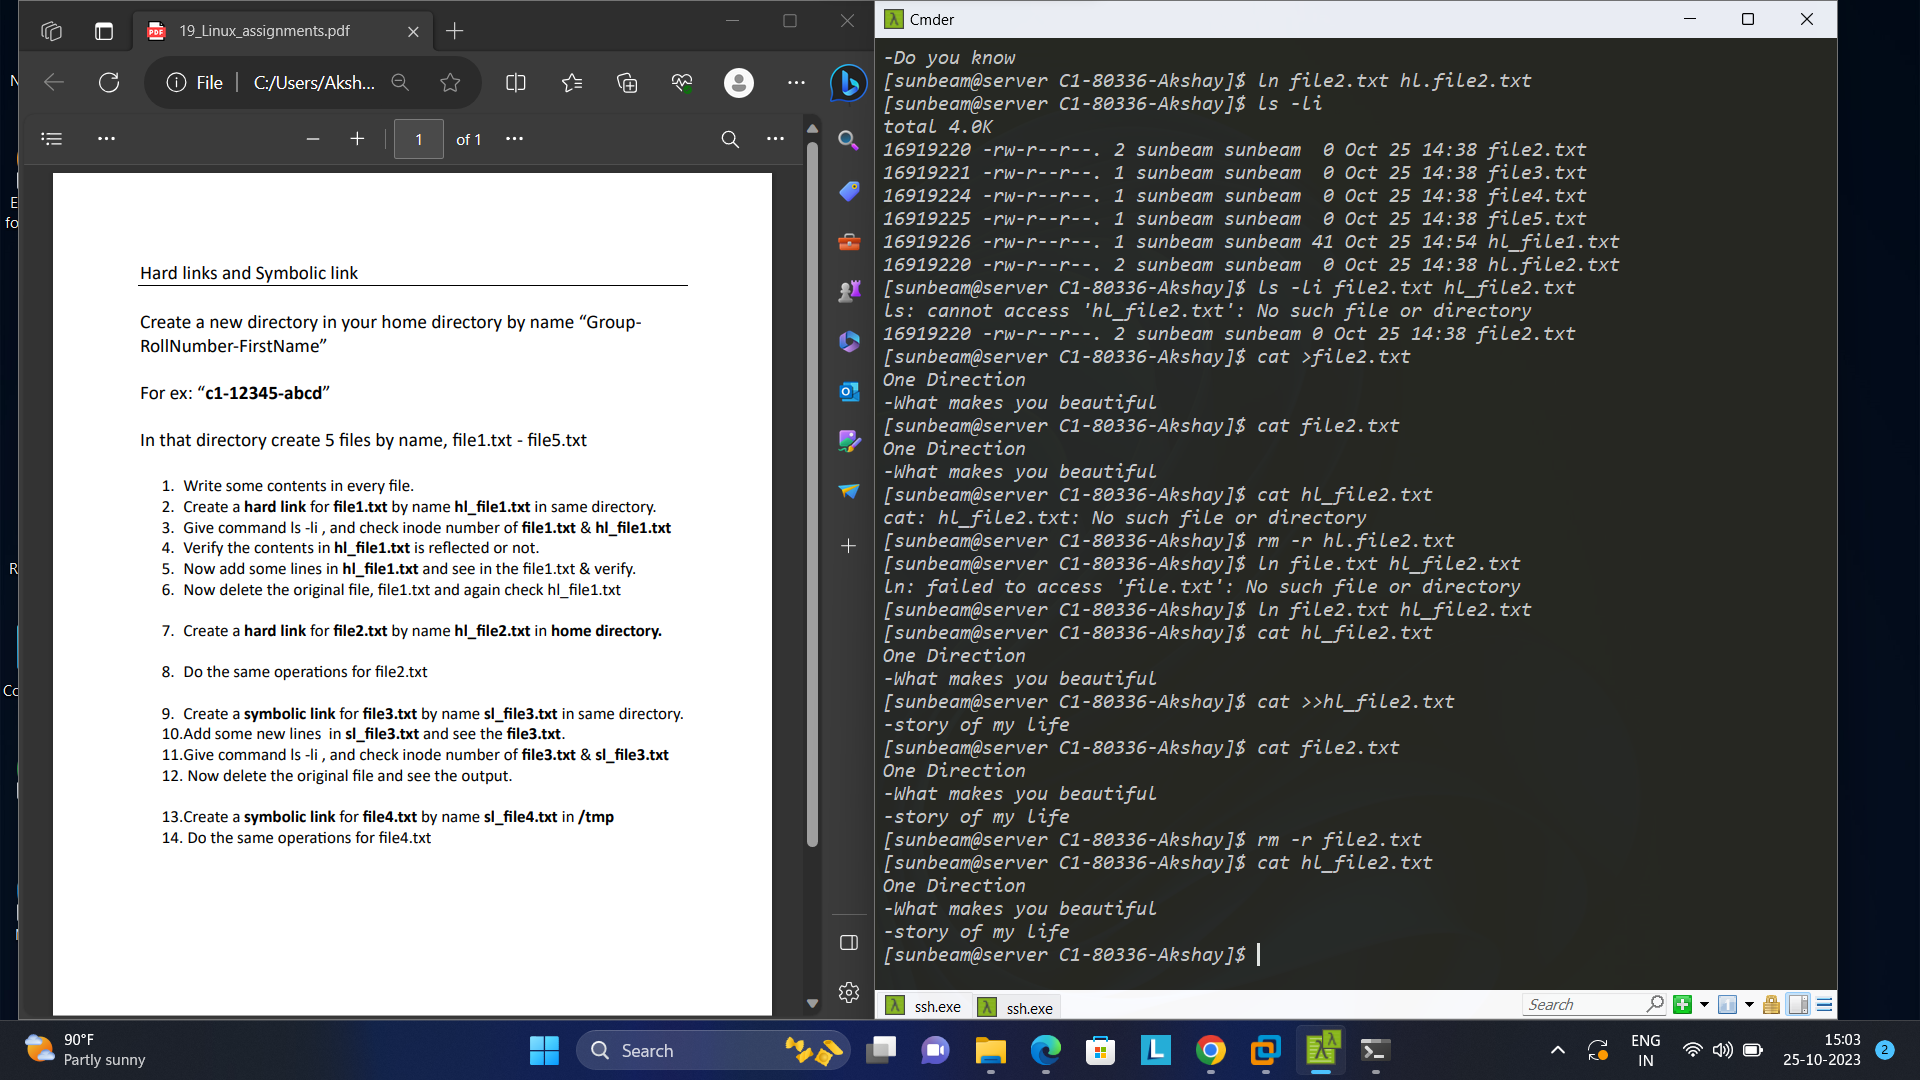 19_Linux_assignments.pdf
File
C:/Users/Aksh...
1
of 1
Hard links and Symbolic link
Create a new directory in your home directory by name “Group-
RollNumber-FirstName”
For ex: “c1-12345-abcd”
In that directory create 5 files by name, file1.txt - file5.txt
1. Write some contents in every file.
2. Create a hard link for file1.txt by name hl_file1.txt in same directory.
3. Give command ls -li , and check inode number of file1.txt & hl_file1.txt
4. Verify the contents in hl_file1.txt is reflected or not.
5. Now add some lines in hl_file1.txt and see in the file1.txt & verify.
6. Now delete the original file, file1.txt and again check hl_file1.txt
7. Create a hard link for file2.txt by name hl_file2.txt in home directory.
8. Do the same operations for file2.txt
9. Create a symbolic link for file3.txt by name sl_file3.txt in same directory.
10.Add some new lines in sl_file3.txt and see the file3.txt.
11.Give command ls -li , and check inode number of file3.txt & sl_file3.txt
12. Now delete the original file and see the output.
13.Create a symbolic link for file4.txt by name sl_file4.txt in /tmp
14. Do the same operations for file4.txt
Cmder
-Do you know
[sunbeam@server C1-80336-Akshay]$ ln file2.txt hl.file2.txt
[sunbeam@server C1-80336-Akshay]$ ls -li
total 4.0K
16919220 -rw-r--r--. 2 sunbeam sunbeam  0 Oct 25 14:38 file2.txt
16919221 -rw-r--r--. 1 sunbeam sunbeam  0 Oct 25 14:38 file3.txt
16919224 -rw-r--r--. 1 sunbeam sunbeam  0 Oct 25 14:38 file4.txt
16919225 -rw-r--r--. 1 sunbeam sunbeam  0 Oct 25 14:38 file5.txt
16919226 -rw-r--r--. 1 sunbeam sunbeam 41 Oct 25 14:54 hl_file1.txt
16919220 -rw-r--r--. 2 sunbeam sunbeam  0 Oct 25 14:38 hl.file2.txt
[sunbeam@server C1-80336-Akshay]$ ls -li file2.txt hl_file2.txt
ls: cannot access 'hl_file2.txt': No such file or directory
16919220 -rw-r--r--. 2 sunbeam sunbeam 0 Oct 25 14:38 file2.txt
[sunbeam@server C1-80336-Akshay]$ cat >file2.txt
One Direction
-What makes you beautiful
[sunbeam@server C1-80336-Akshay]$ cat file2.txt
One Direction
-What makes you beautiful
[sunbeam@server C1-80336-Akshay]$ cat hl_file2.txt
cat: hl_file2.txt: No such file or directory
[sunbeam@server C1-80336-Akshay]$ rm -r hl.file2.txt
[sunbeam@server C1-80336-Akshay]$ ln file.txt hl_file2.txt
ln: failed to access 'file.txt': No such file or directory
[sunbeam@server C1-80336-Akshay]$ ln file2.txt hl_file2.txt
[sunbeam@server C1-80336-Akshay]$ cat hl_file2.txt
One Direction
-What makes you beautiful
[sunbeam@server C1-80336-Akshay]$ cat >>hl_file2.txt
-story of my life
[sunbeam@server C1-80336-Akshay]$ cat file2.txt
One Direction
-What makes you beautiful
-story of my life
[sunbeam@server C1-80336-Akshay]$ rm -r file2.txt
[sunbeam@server C1-80336-Akshay]$ cat hl_file2.txt
One Direction
-What makes you beautiful
-story of my life
[sunbeam@server C1-80336-Akshay]$
ssh.exe
ssh.exe
Search
90°F
Partly sunny
Search
ENG
IN
15:03
25-10-2023
2